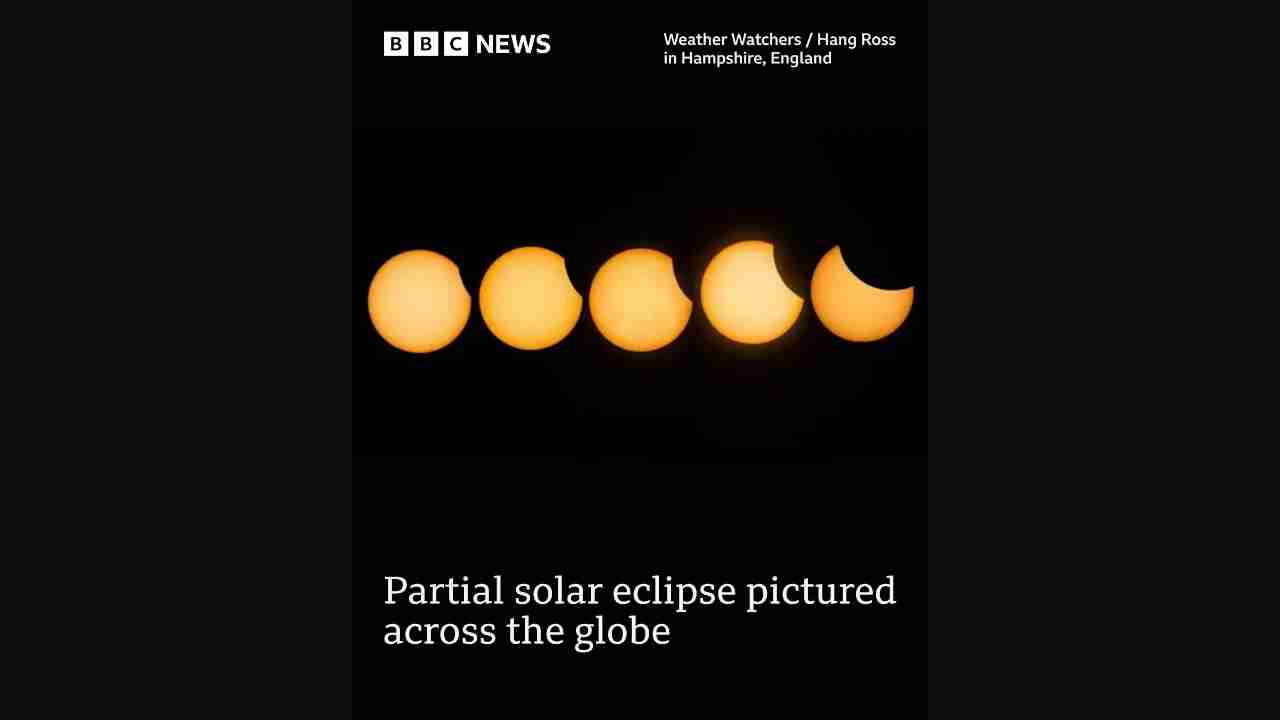 BBC NEWS
Weather Watchers / Hang Ross
in Hampshire, England
Partial solar eclipse pictured
across the globe